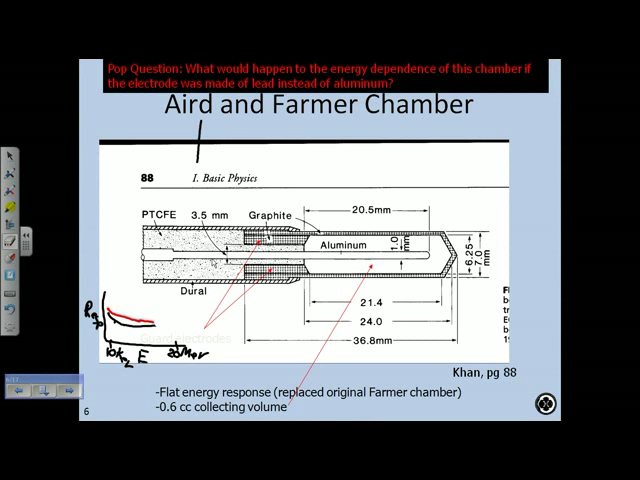 Pop Question: What would happen to the energy dependence of this chamber if
the electrode was made of lead instead of aluminum?
Aird and Farmer Chamber
88 I. Basic Physics
20.5mm
PTCFE 3.5 mm Graphite
Aluminum
1.0 mm
6.25
7.0 mm
Dural
21.4
24.0
36.8mm
Guard electrodes
E
Khan, pg 88
-Flat energy response (replaced original Farmer chamber)
-0.6 cc collecting volume
6